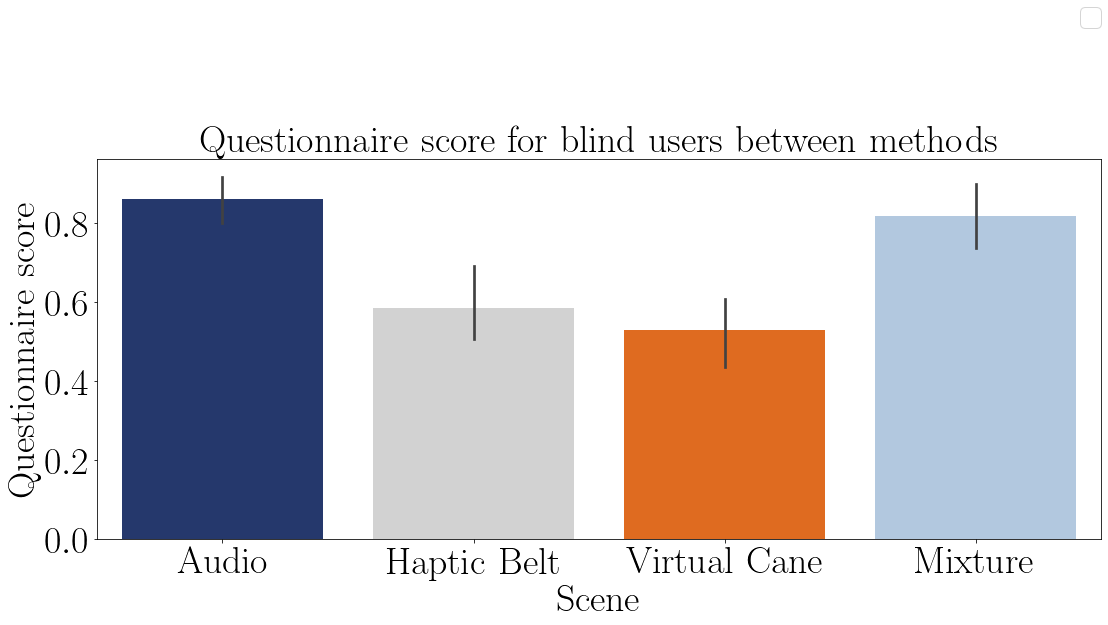 Questionnaire score for blind users between methods
Questionnaire score
0.8
0.6
0.4
0.2
0.0
Audio
Haptic Belt
Virtual Cane
Mixture
Scene